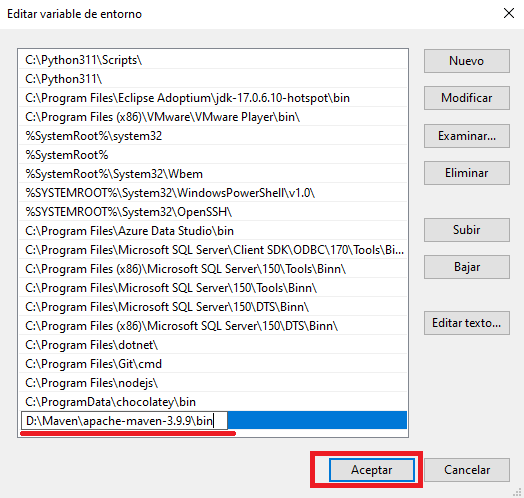 Editar variable de entorno
C:\Python311\Scripts\
C:\Python311\
C:\Program Files\Eclipse Adoptium\jdk-17.0.6.10-hotspot\bin
C:\Program Files (x86)\VMware\VMware Player\bin\
%SystemRoot%\system32
%SystemRoot%
%SystemRoot%\System32\Wbem
%SYSTEMROOT%\System32\WindowsPowerShell\v1.0\
%SYSTEMROOT%\System32\OpenSSH\
C:\Program Files\Azure Data Studio\bin
C:\Program Files\Microsoft SQL Server\Client SDK\ODBC\170\Tools\Bi...
C:\Program Files (x86)\Microsoft SQL Server\150\Tools\Binn\
C:\Program Files\Microsoft SQL Server\150\Tools\Binn\
C:\Program Files\Microsoft SQL Server\150\DTS\Binn\
C:\Program Files (x86)\Microsoft SQL Server\150\DTS\Binn\
C:\Program Files\dotnet\
C:\Program Files\Git\cmd
C:\Program Files\nodejs\
C:\ProgramData\chocolatey\bin
D:\Maven\apache-maven-3.9.9\bin
Nuevo
Modificar
Examinar...
Eliminar
Subir
Bajar
Editar texto...
Aceptar
Cancelar